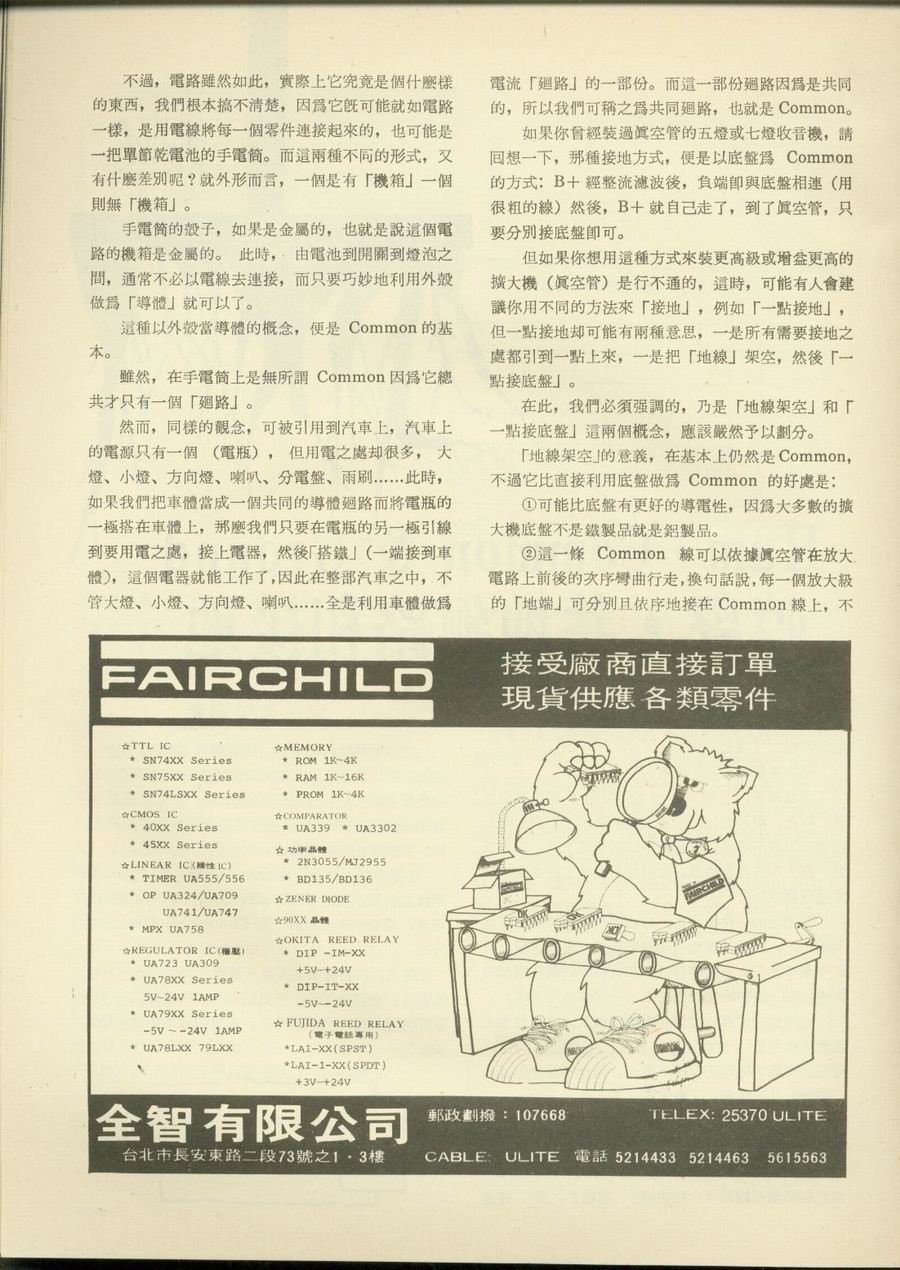 不過，電路雖然如此，實際上它究竟是個什麽樣
的東西，我們根本搞不清楚，因爲它旣可能就如電路
一樣，是用電線將每一個零件連接起來的，也可能是
一把單節乾電池的手電筒。而這兩種不同的形式，又
有什麽差別呢？就外形而言，一個是有「機箱」一個
則無「機箱」。
手電筒的殼子，如果是金屬的，也就是說這個電
路的機箱是金屬的。 此時， 由電池到開關到燈泡之
間，通常不必以電線去連接，而只要巧妙地利用外殼
做爲「導體」就可以了。
這種以外殼當導體的概念，便是 Common 的基
本。
雖然，在手電筒上是無所謂 Common 因爲它總
共才只有一個「廻路」。
然而，同樣的觀念，可被引用到汽車上，汽車上
的電源只有一個 （電瓶）， 但用電之處却很多， 大
燈、小燈、方向燈、喇叭、分電盤、雨刷……此時，
如果我們把車體當成一個共同的導體廻路而將電瓶的
一極搭在車體上，那麽我們只要在電瓶的另一極引線
到要用電之處，接上電器，然後「搭鐵」(一端接到車
體)，這個電器就能工作了，因此在整部汽車之中，不
管大燈、小燈、方向燈、喇叭……全是利用車體做爲
電流「廻路」的一部份。而這一部份廻路因爲是共同
的，所以我們可稱之爲共同廻路，也就是 Common。
如果你曾經裝過眞空管的五燈或七燈收音機，請
回想一下，那種接地方式，便是以底盤爲 Common
的方式：B＋ 經整流濾波後，負端卽與底盤相連（用
很粗的線）然後，B＋ 就自己走了，到了眞空管，只
要分別接底盤卽可。
但如果你想用這種方式來裝更高級或增益更高的
擴大機（眞空管）是行不通的，這時，可能有人會建
議你用不同的方法來「接地」，例如「一點接地」，
但一點接地却可能有兩種意思，一是所有需要接地之
處都引到一點上來，一是把「地線」架空，然後「一
點接底盤」。
在此，我們必須强調的，乃是「地線架空」和「
一點接底盤」這兩個概念，應該嚴然予以劃分。
「地線架空」的意義，在基本上仍然是 Common，
不過它比直接利用底盤做爲 Common 的好處是：
①可能比底盤有更好的導電性，因爲大多數的擴
大機底盤不是鐵製品就是鋁製品。
②這一條 Common 線可以依據眞空管在放大
電路上前後的次序彎曲行走，換句話說，每一個放大級
的「地端」可分別且依序地接在 Common 線上，不
FAIRCHILD
接受廠商直接訂單
現貨供應各類零件
☆TTL IC
* SN74XX Series
* SN75XX Series
* SN74LSXX Series
☆CMOS IC
* 40XX Series
* 45XX Series
☆LINEAR IC(線性IC)
* TIMER UA555/556
* OP UA324/UA709
UA741/UA747
* MPX UA758
☆REGULATOR IC(穩壓)
* UA723 UA309
* UA78XX Series
5V~24V 1AMP
* UA79XX Series
-5V ~ -24V 1AMP
* UA78LXX 79LXX
☆MEMORY
* ROM 1K~4K
* RAM 1K~16K
* PROM 1K~4K
☆COMPARATOR
* UA339 * UA3302
☆ 功率晶體
* 2N3055/MJ2955
* BD135/BD136
☆ZENER DIODE
☆90XX 晶體
☆OKITA REED RELAY
* DIP -IM-XX
+5V~+24V
* DIP-IT-XX
-5V~-24V
☆ FUJIDA REED RELAY
(電子電話專用)
*LAI-XX(SPST)
*LAI-1-XX(SPDT)
+3V~+24V
FAIRCHILD
OK
全智有限公司
台北市長安東路二段73號之1・3樓
郵政劃撥：107668
TELEX: 25370 ULITE
CABLE: ULITE 電話 5214433 5214463 5615563